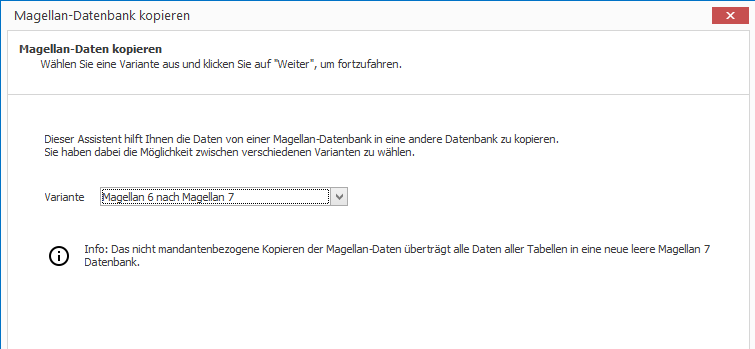 Magellan-Datenbank kopieren
Magellan-Daten kopieren
Wählen Sie eine Variante aus und klicken Sie auf "Weiter", um fortzufahren.
Dieser Assistent hilft Ihnen die Daten von einer Magellan-Datenbank in eine andere Datenbank zu kopieren.
Sie haben dabei die Möglichkeit zwischen verschiedenen Varianten zu wählen.
Variante Magellan 6 nach Magellan 7
Info: Das nicht mandantenbezogene Kopieren der Magellan-Daten überträgt alle Daten aller Tabellen in eine neue leere Magellan 7
Datenbank.